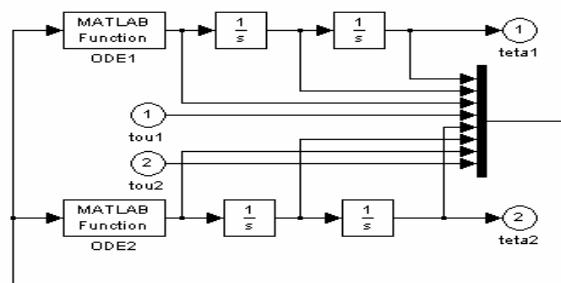 MATLAB
Function
ODE1
1
s
1
s
1
teta1
1
tou1
2
tou2
MATLAB
Function
ODE2
1
s
1
s
2
teta2